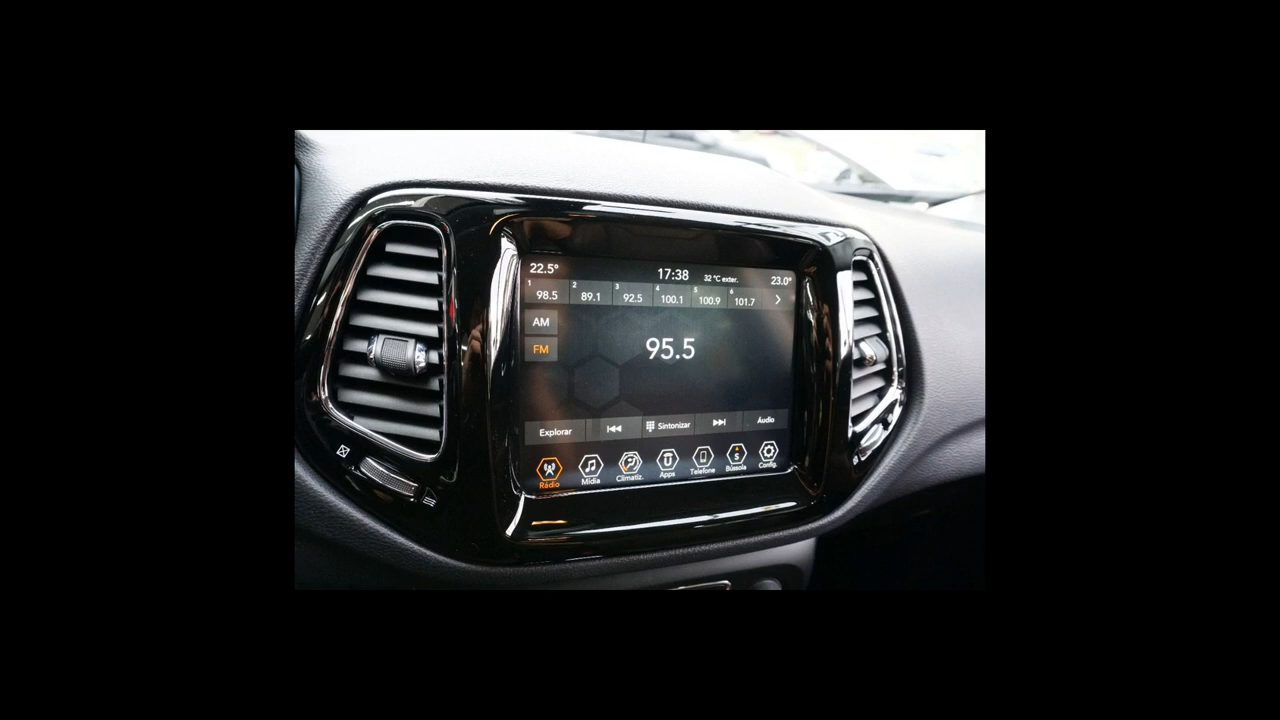 22.5° 17:38 32 °C exter. 23.0°
1 98.5 2 89.1 3 92.5 4 100.1 5 100.9 6 101.7
AM
FM 95.5
Explorar Sintonizar Áudio
Rádio Mídia Climatiz. Apps Telefone S Bússola Config.